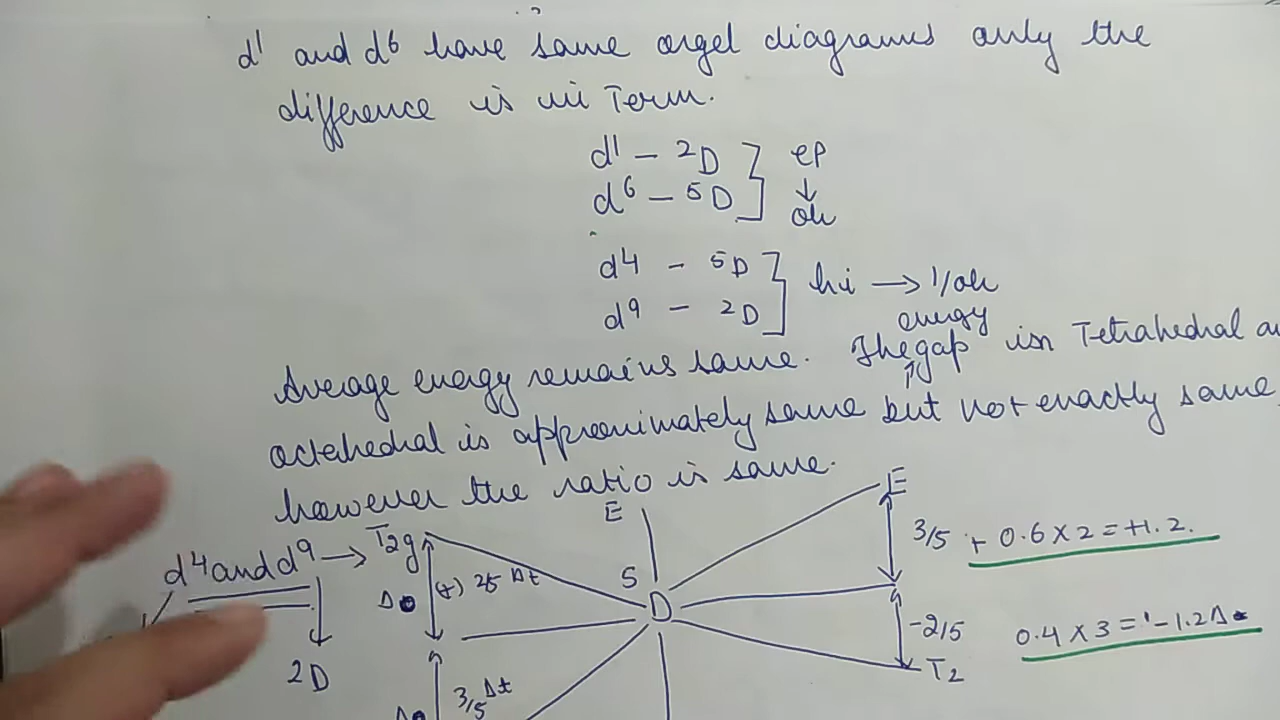 d¹ and d⁶ have same orgel diagrams only the
difference is in Term.
d¹ – ²D ] ep
↓
d⁶ – ⁵D ] oh
d⁴ – ⁵D ] hi → 1/oh
d⁹ – ²D
energy
Average energy remains same. The gap in Tetrahedral a
octahedral is approximately same but not exactly same,
however the ratio is same.
d⁴ and d⁹ → T₂g
2D
Δ (+) 2/5 Δt
Δ 3/5 Δt
E
S
D
E
3/5 + 0.6 × 2 = +1.2.
-2/5 0.4 × 3 = -1.2Δ
T₂